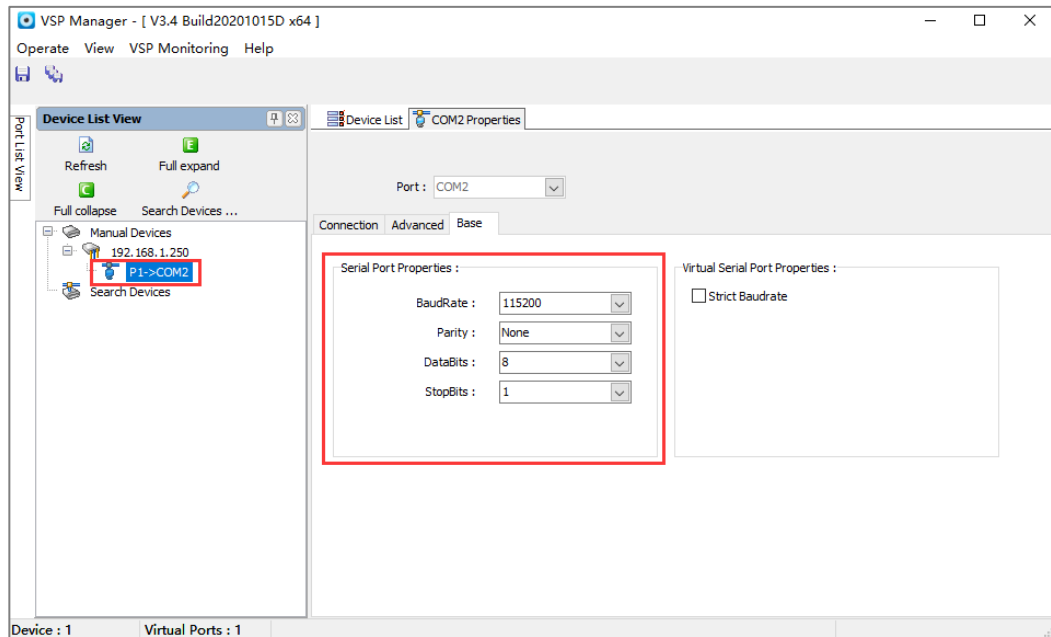 VSP Manager - [ V3.4 Build20201015D x64 ]
Operate View VSP Monitoring Help
Port List View
Device List View
Refresh
E
Full expand
C
Full collapse
Search Devices ...
Manual Devices
192.168.1.250
P1->COM2
Search Devices
Device List
COM2 Properties
Port : COM2
Connection Advanced Base
Serial Port Properties :
BaudRate : 115200
Parity : None
DataBits : 8
StopBits : 1
Virtual Serial Port Properties :
Strict Baudrate
Device : 1
Virtual Ports : 1